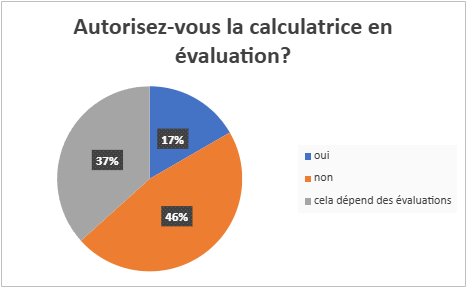 Autorisez-vous la calculatrice en
évaluation?
17%
37%
46%
oui
non
cela dépend des évaluations